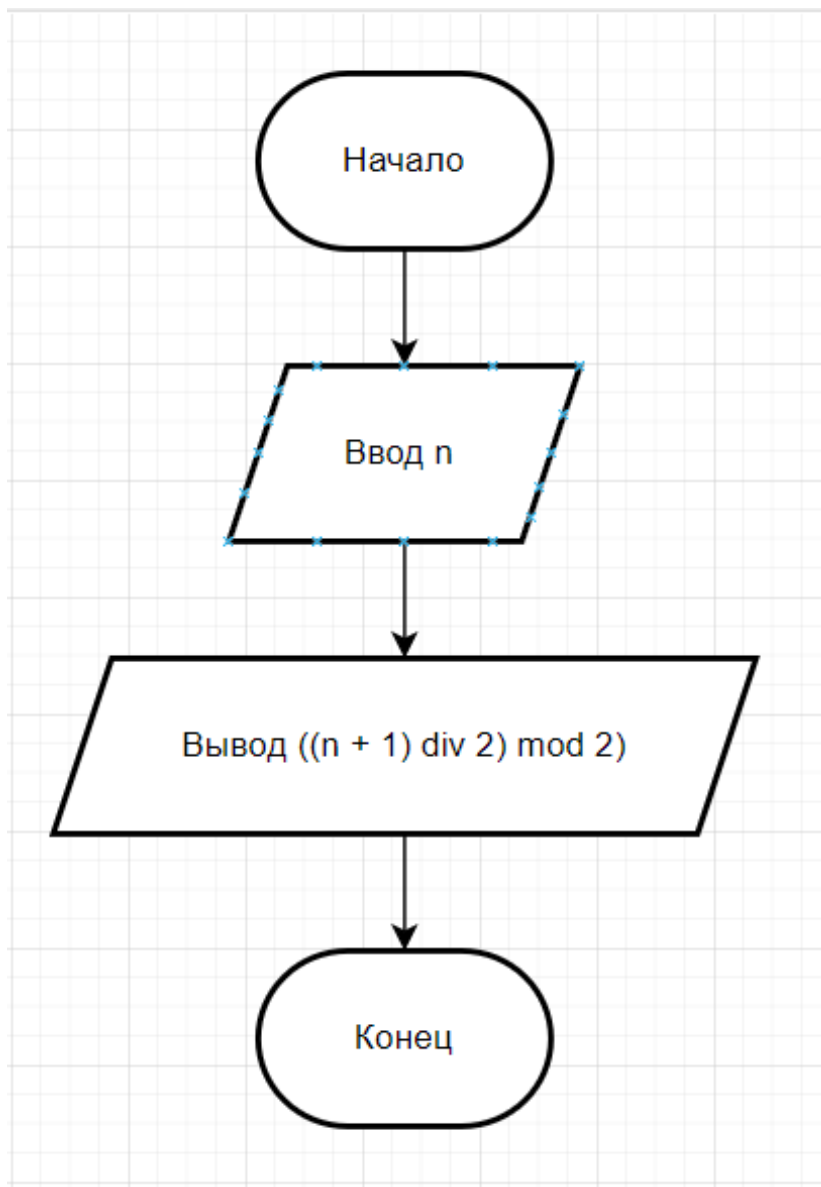 Начало
Ввод n
Вывод ((n + 1) div 2) mod 2)
Конец